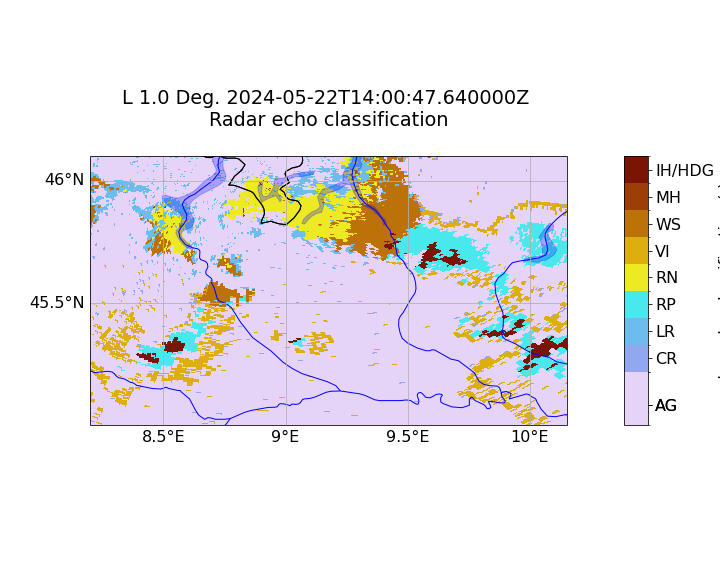 L 1.0 Deg. 2024-05-22T14:00:47.640000Z
Radar echo classification
46°N
45.5°N
8.5°E
9°E
9.5°E
10°E
IH/HDG
MH
WS
VI
RN
RP
LR
CR
AG